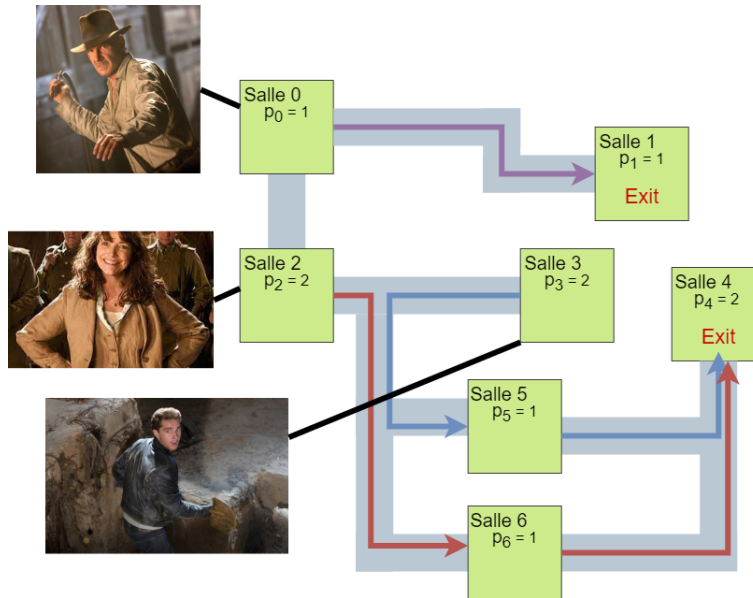 Salle 0
p0 = 1
Salle 1
p1 = 1
Exit
Salle 2
p2 = 2
Salle 3
p3 = 2
Salle 4
p4 = 2
Exit
Salle 5
p5 = 1
Salle 6
p6 = 1